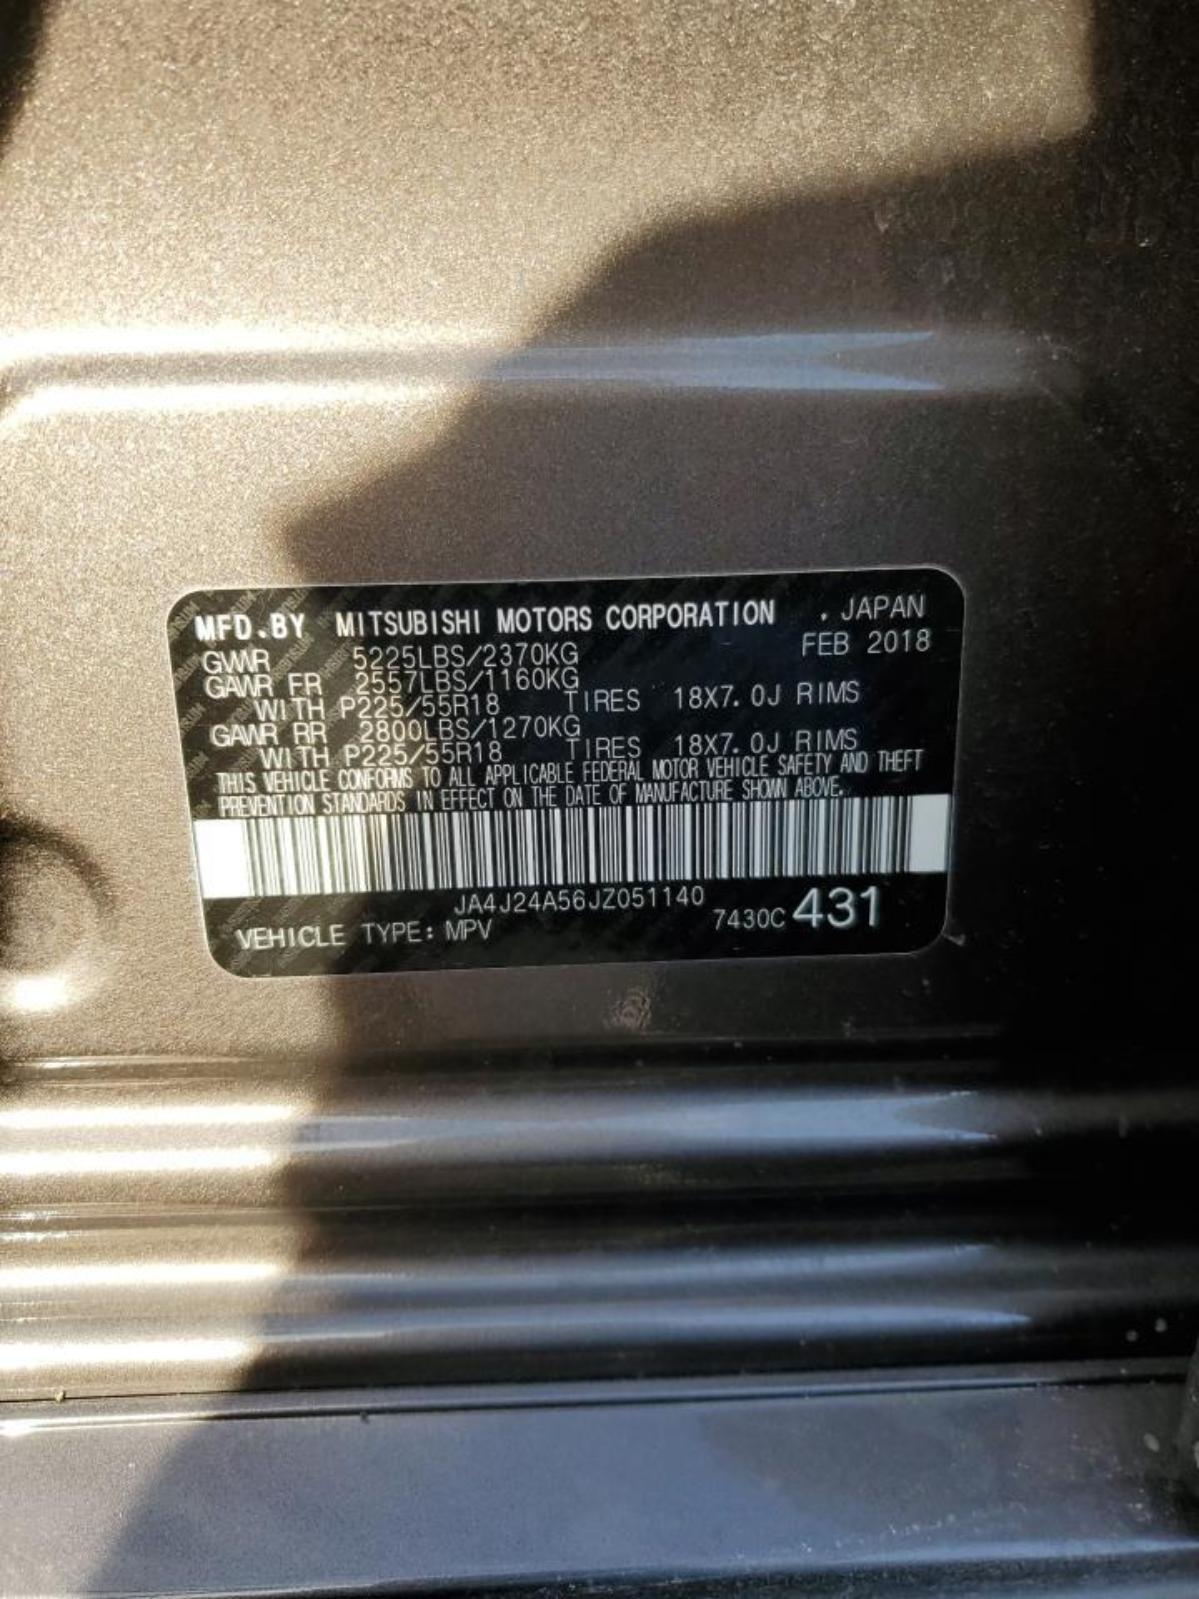 MFD.BY MITSUBISHI MOTORS CORPORATION . JAPAN
FEB 2018
GVWR 5225LBS/2370KG
GAWR FR 2557LBS/1160KG
WITH P225/55R18 TIRES 18X7.0J RIMS
GAWR RR 2800LBS/1270KG
WITH P225/55R18 TIRES 18X7.0J RIMS
THIS VEHICLE CONFORMS TO ALL APPLICABLE FEDERAL MOTOR VEHICLE SAFETY AND THEFT
PREVENTION STANDARDS IN EFFECT ON THE DATE OF MANUFACTURE SHOWN ABOVE.
JA4J24A56JZ051140
VEHICLE TYPE: MPV 7430C 431